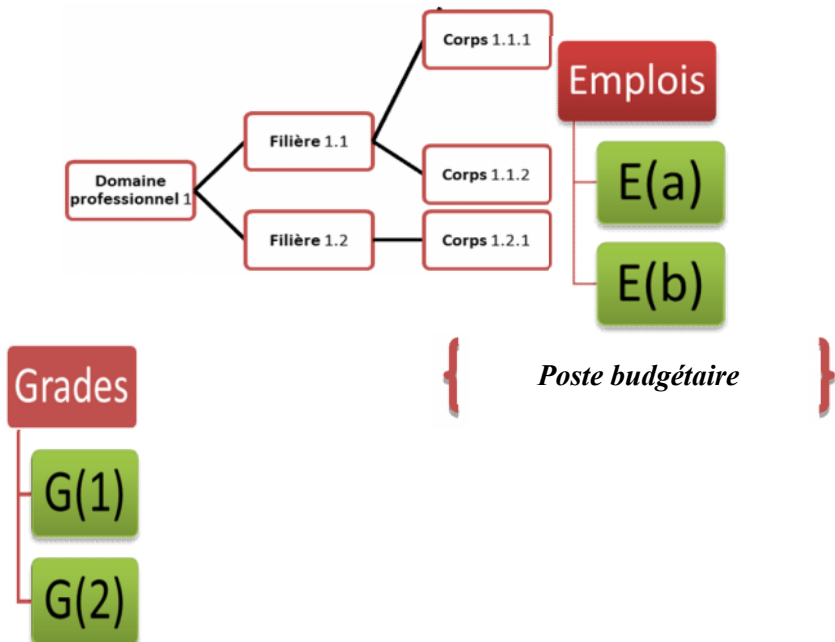 Corps 1.1.1
Emplois
Filière 1.1
E(a)
Domaine
professionnel 1
Corps 1.1.2
Filière 1.2
Corps 1.2.1
E(b)
Poste budgétaire
Grades
G(1)
G(2)